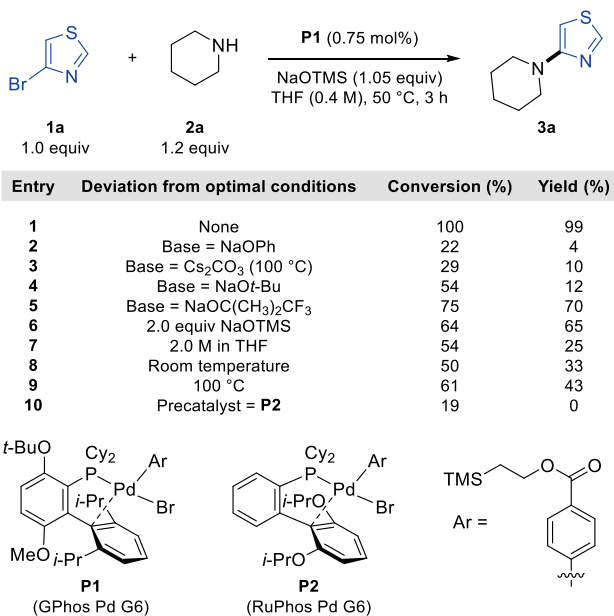 S
N
Br
+
NH
P1 (0.75 mol%)
NaOTMS (1.05 equiv)
THF (0.4 M), 50 °C, 3 h
N
S
N
1a
2a
3a
1.0 equiv
1.2 equiv
Entry Deviation from optimal conditions Conversion (%) Yield (%)
1 None 100 99
2 Base = NaOPh 22 4
3 Base = Cs₂CO₃ (100 °C) 29 10
4 Base = NaOt-Bu 54 12
5 Base = NaOC(CH₃)₂CF₃ 75 70
6 2.0 equiv NaOTMS 64 65
7 2.0 M in THF 54 25
8 Room temperature 50 33
9 100 °C 61 43
10 Precatalyst = P2 19 0
t-BuO
PCy₂
Ar
Pd
Br
i-Pr
MeO
i-Pr
P1
(GPhos Pd G6)
PCy₂
Ar
Pd
Br
i-PrO
i-PrO
P2
(RuPhos Pd G6)
TMS
O
O
Ar =